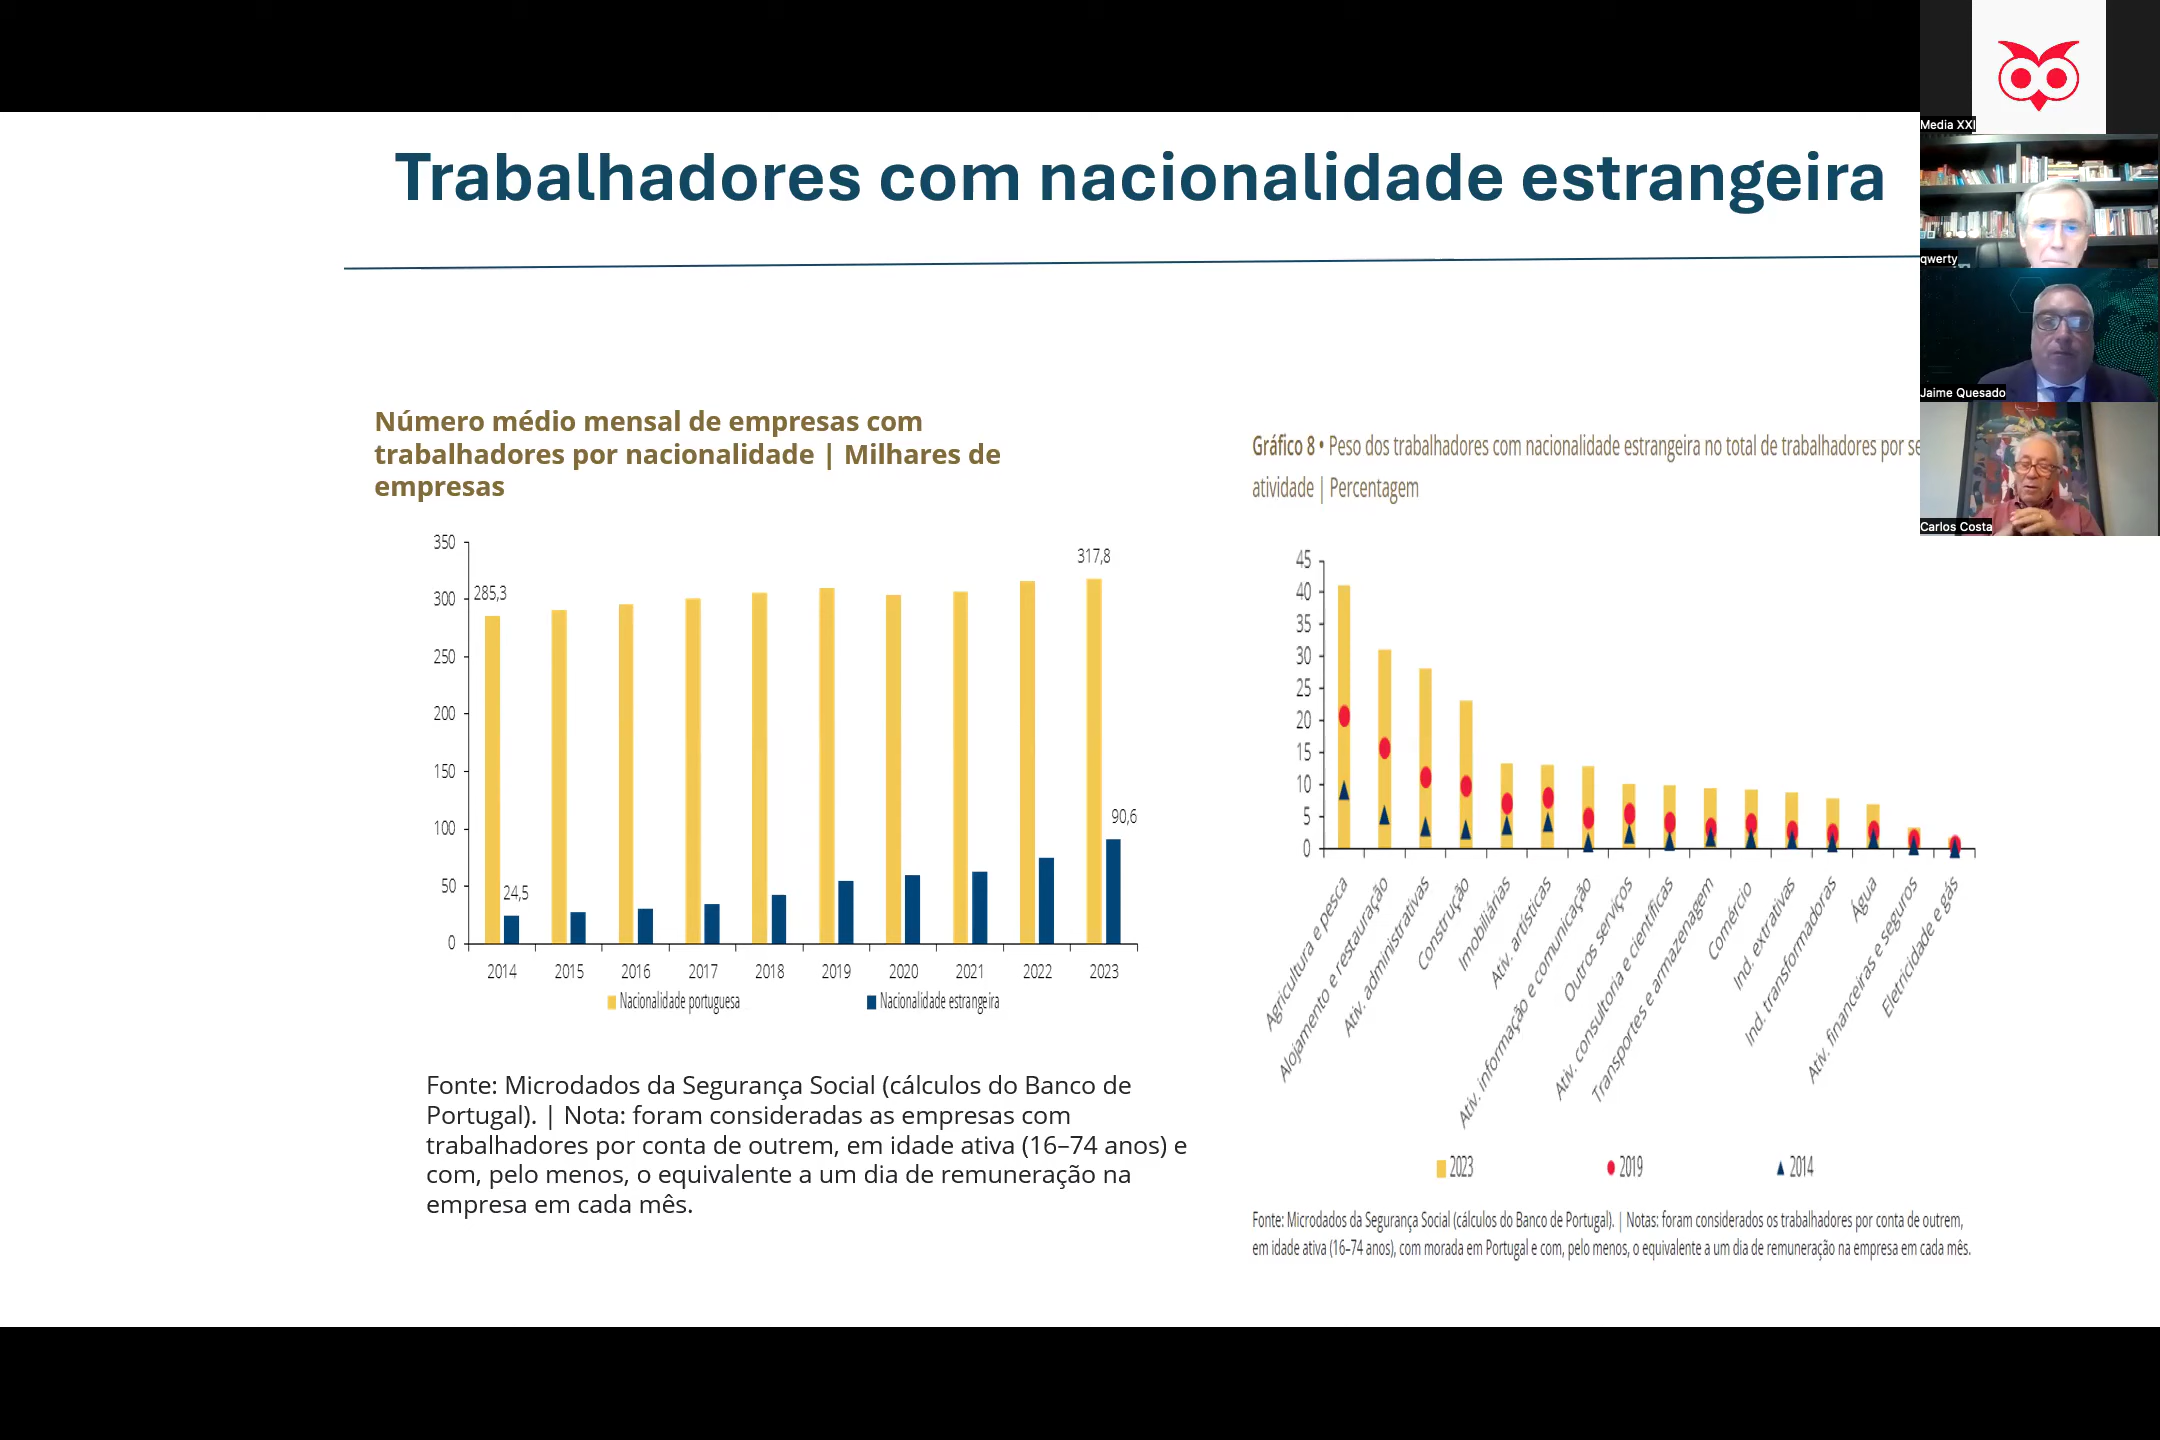 Trabalhadores com nacionalidade estrangeira
Media XXI
qwerty
Jaime Quesado
Carlos Costa
Número médio mensal de empresas com
trabalhadores por nacionalidade | Milhares de
empresas
350
300
250
200
150
100
50
0
285,3
24,5
317,8
90,6
2014 2015 2016 2017 2018 2019 2020 2021 2022 2023
Nacionalidade portuguesa Nacionalidade estrangeira
Fonte: Microdados da Segurança Social (cálculos do Banco de
Portugal). | Nota: foram consideradas as empresas com
trabalhadores por conta de outrem, em idade ativa (16–74 anos) e
com, pelo menos, o equivalente a um dia de remuneração na
empresa em cada mês.
Gráfico 8 • Peso dos trabalhadores com nacionalidade estrangeira no total de trabalhadores por
atividade | Percentagem
45
40
35
30
25
20
15
10
5
0
Agricultura e pesca
Alojamento e restauração
Ativ. administrativas
Construção
Imobiliárias
Ativ. artísticas
Ativ. informação e comunicação
Outros serviços
Ativ. consultoria e científicas
Transportes e armazenagem
Comércio
Ind. extrativas
Ind. transformadoras
Água
Ativ. financeiras e seguros
Eletricidade e gás
2023 2019 2014
Fonte: Microdados da Segurança Social (cálculos do Banco de Portugal). | Notas: foram considerados os trabalhadores por conta de outrem,
em idade ativa (16–74 anos), com morada em Portugal e com, pelo menos, o equivalente a um dia de remuneração na empresa em cada mês.